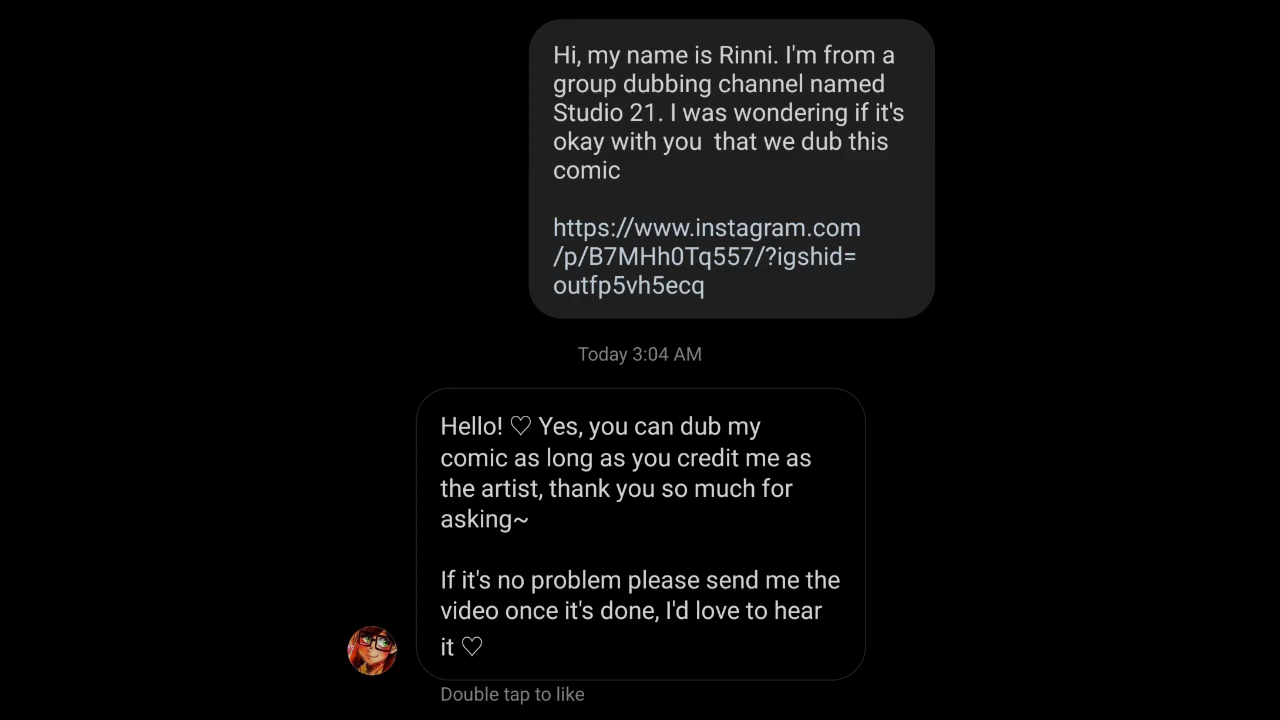 Hi, my name is Rinni. I'm from a
group dubbing channel named
Studio 21. I was wondering if it's
okay with you  that we dub this
comic
https://www.instagram.com
/p/B7MHh0Tq557/?igshid=
outfp5vh5ecq
Today 3:04 AM
Hello! ♡ Yes, you can dub my
comic as long as you credit me as
the artist, thank you so much for
asking~
If it's no problem please send me the
video once it's done, I'd love to hear
it ♡
Double tap to like